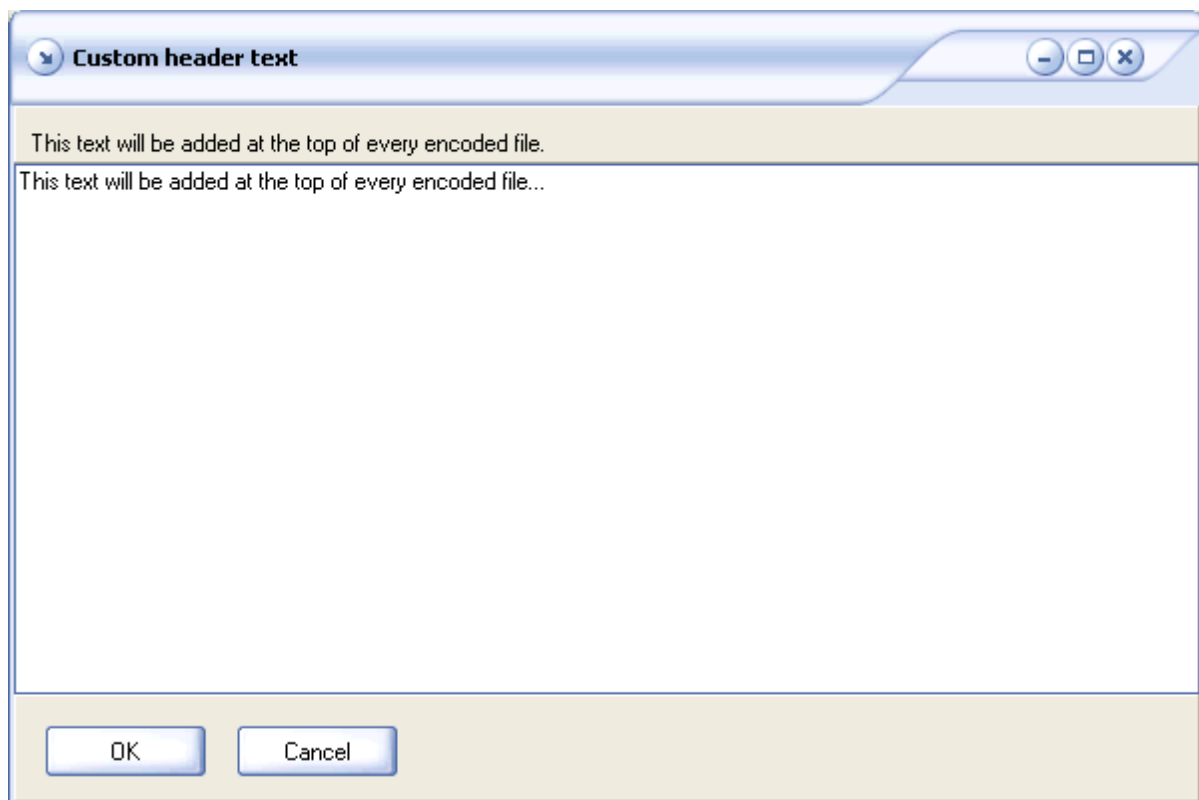 Custom header text
This text will be added at the top of every encoded file.
This text will be added at the top of every encoded file...
OK
Cancel